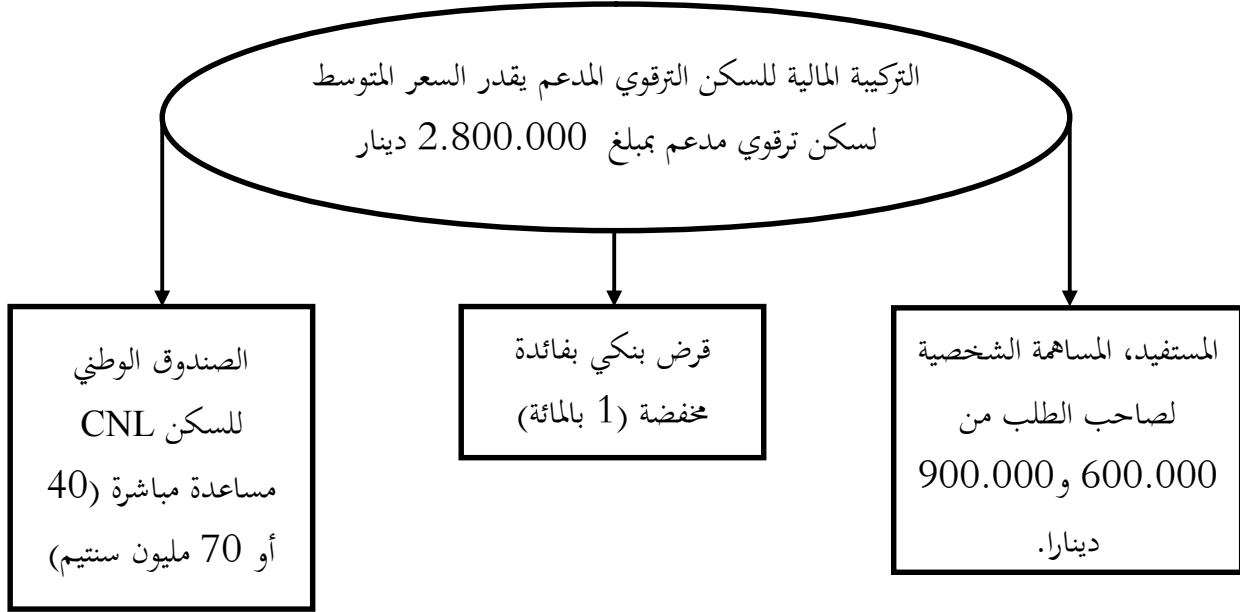 التركيبة المالية للسكن الترقوي المدعم يقدر السعر المتوسط
لسكن ترقوي مدعم بمبلغ 2.800.000 دينار
المستفيد، المساهمة الشخصية
لصاحب الطلب من
600.000 و900.000
دينارا.
قرض بنكي بفائدة
مخفضة (1 بالمائة)
الصندوق الوطني
للسكن CNL
مساعدة مباشرة (40
أو 70 مليون سنتيم)